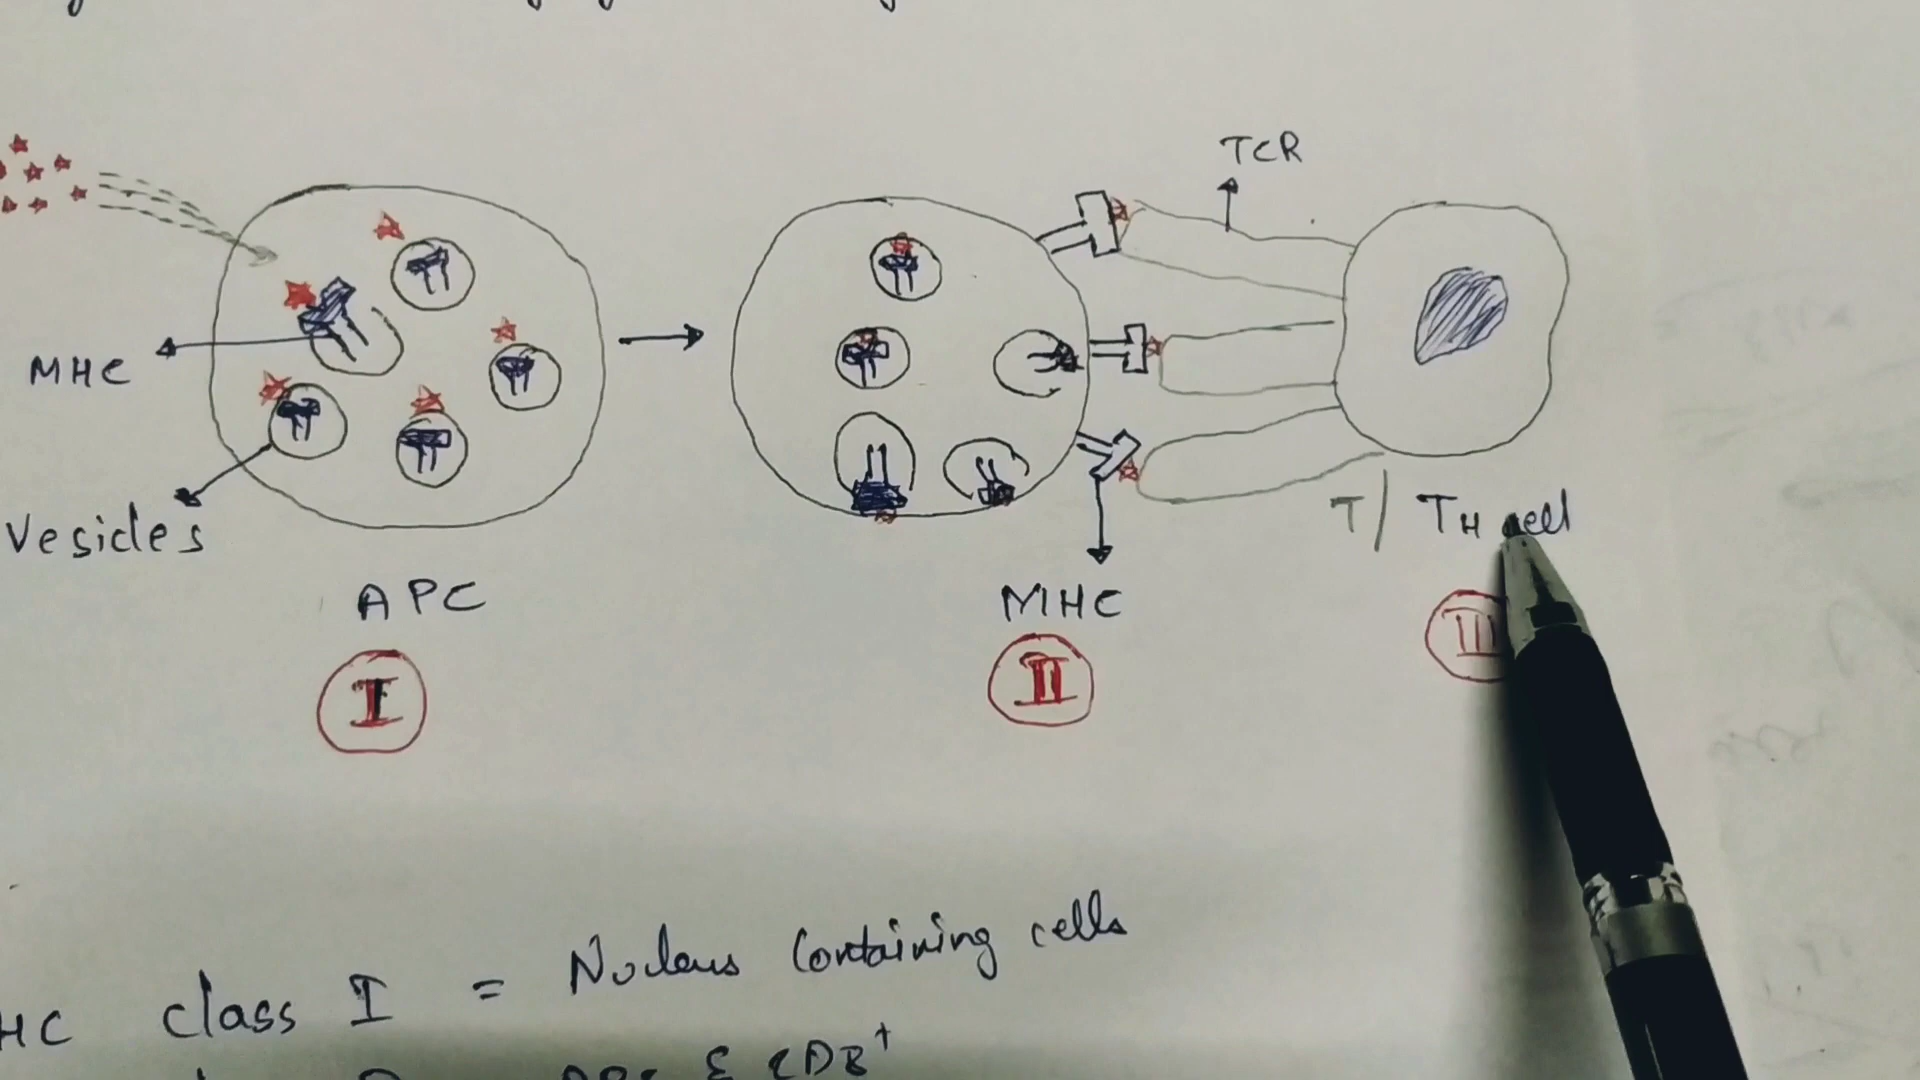 TCR
MHC
Vesicles
T/ TH cell
APC
MHC
I
II
III
HC class I = Nucleus Containing cells
&